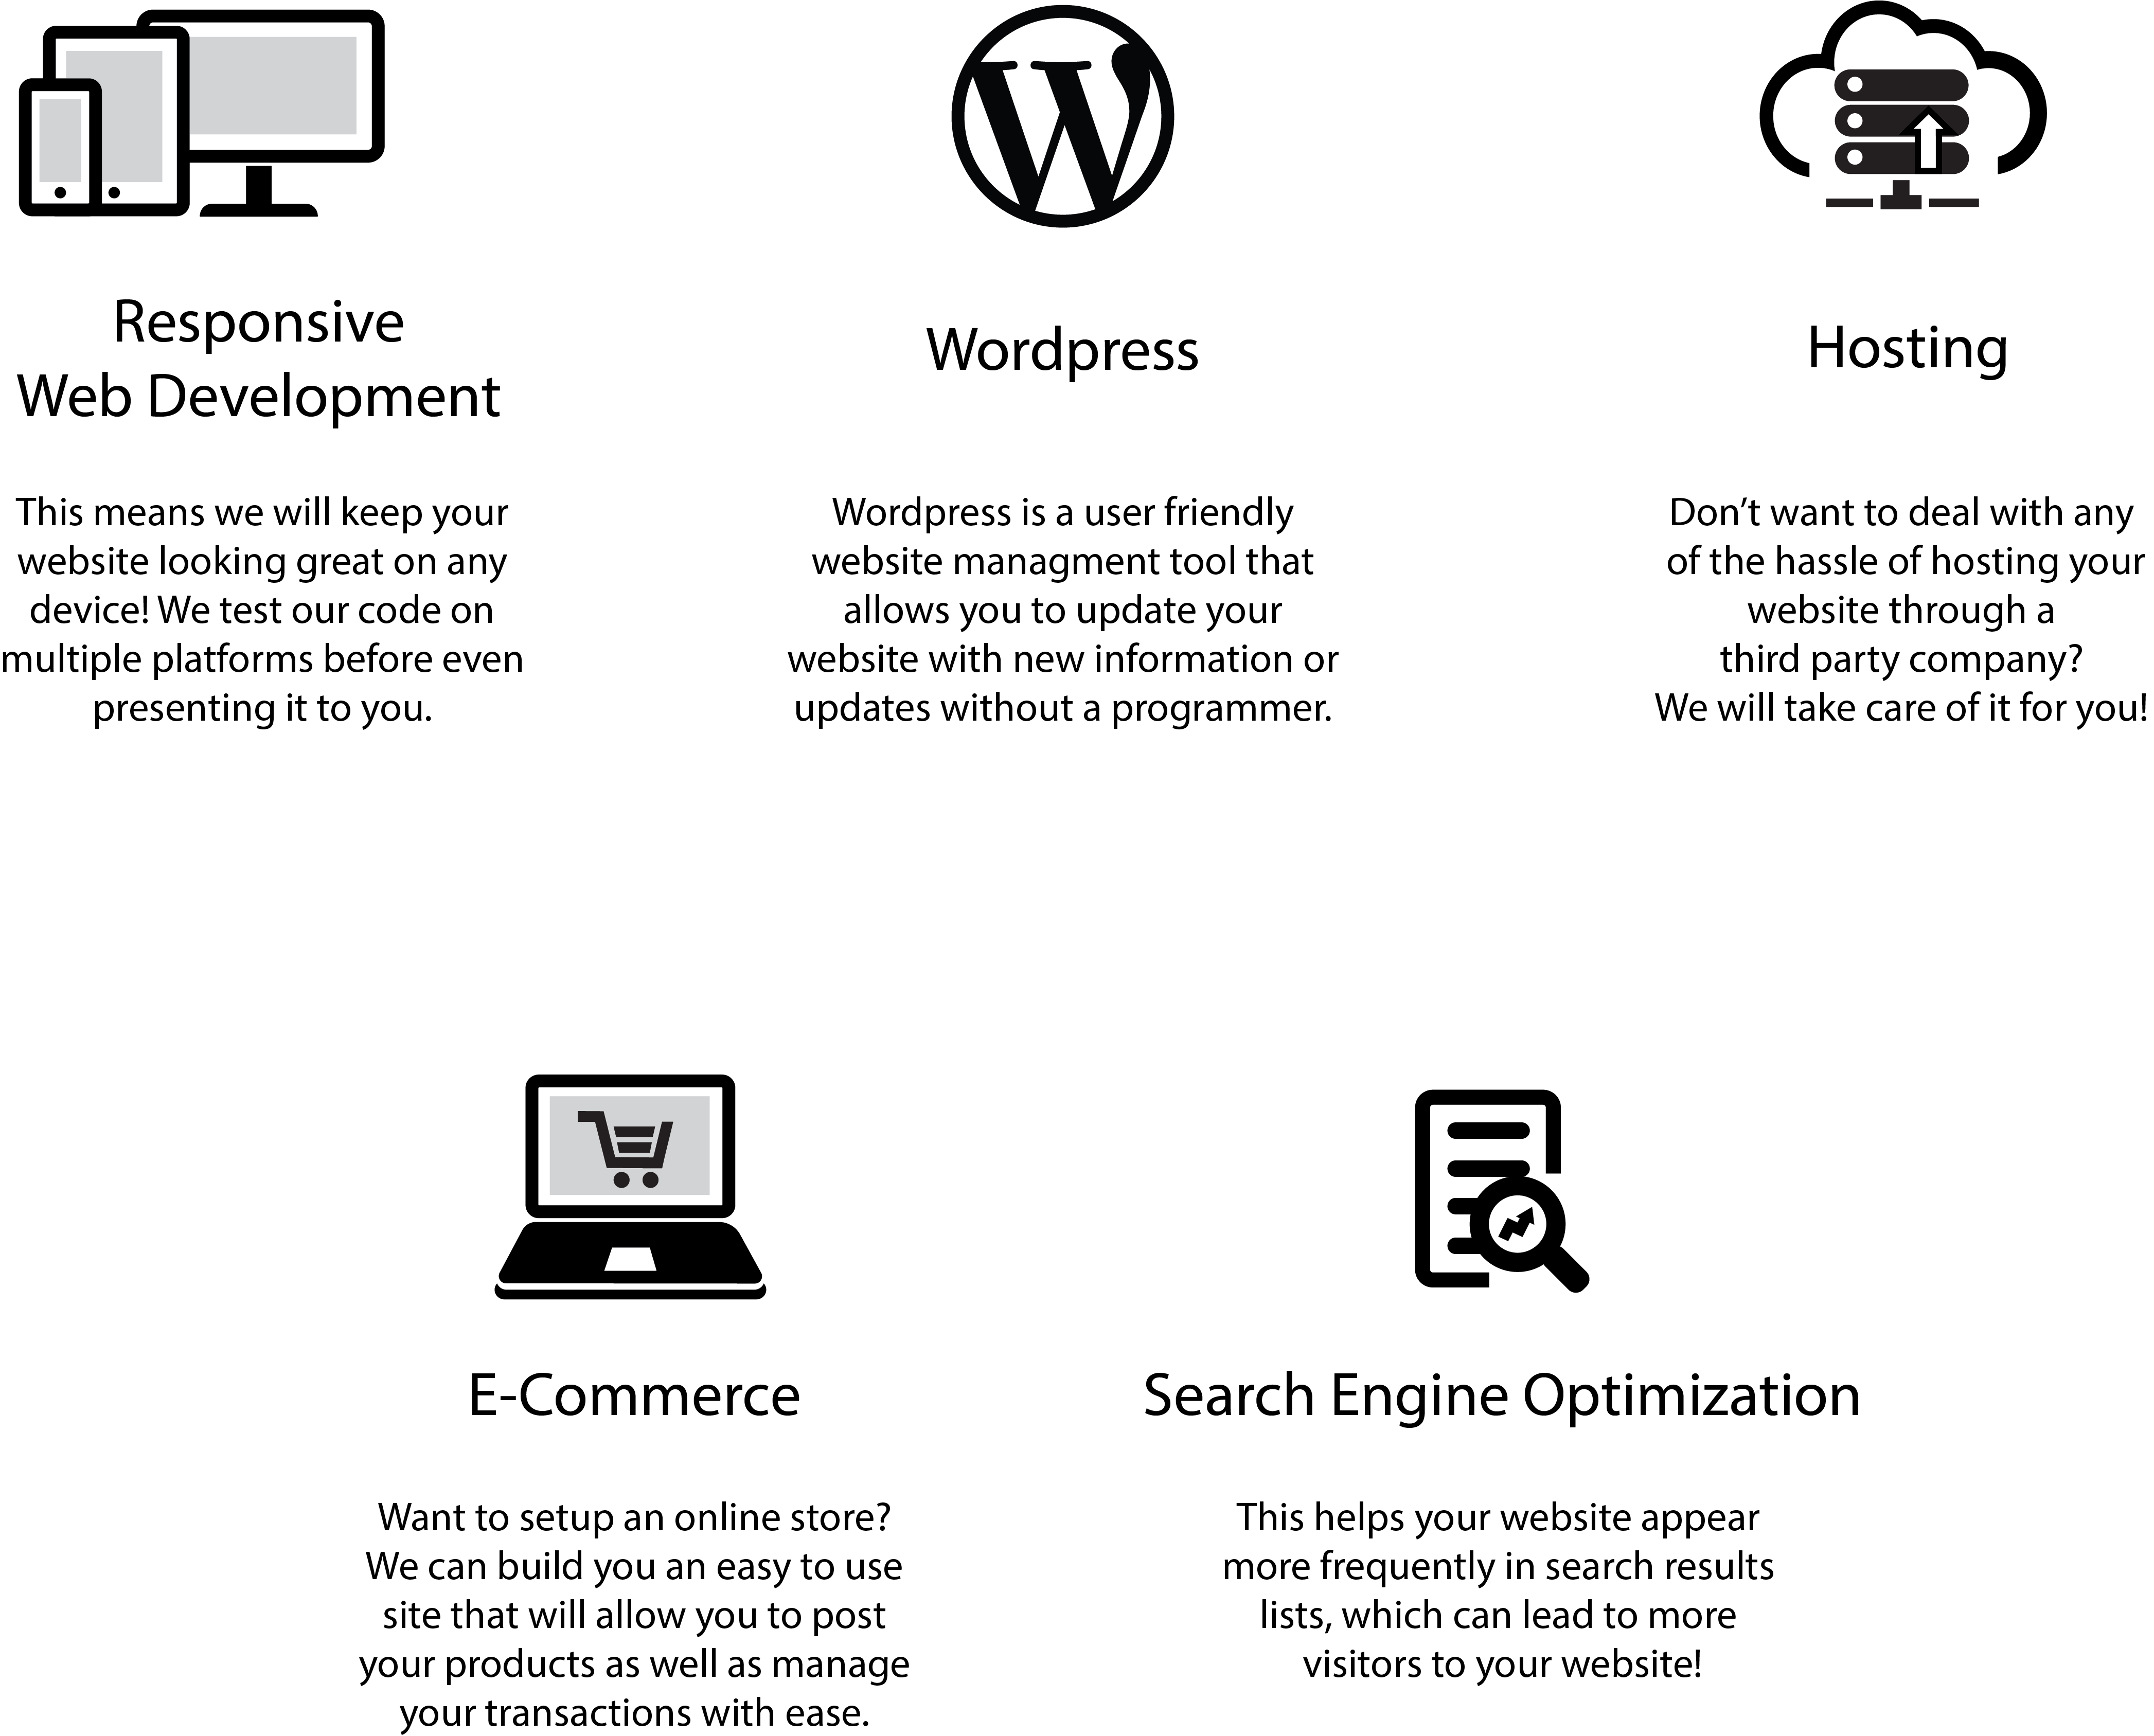 Responsive
Web Development
This means we will keep your
website looking great on any
device! We test our code on
multiple platforms before even
presenting it to you.
Wordpress
Wordpress is a user friendly
website managment tool that
allows you to update your
website with new information or
updates without a programmer.
Hosting
Don’t want to deal with any
of the hassle of hosting your
website through a
third party company?
We will take care of it for you!
E-Commerce
Want to setup an online store?
We can build you an easy to use
site that will allow you to post
your products as well as manage
your transactions with ease.
Search Engine Optimization
This helps your website appear
more frequently in search results
lists, which can lead to more
visitors to your website!